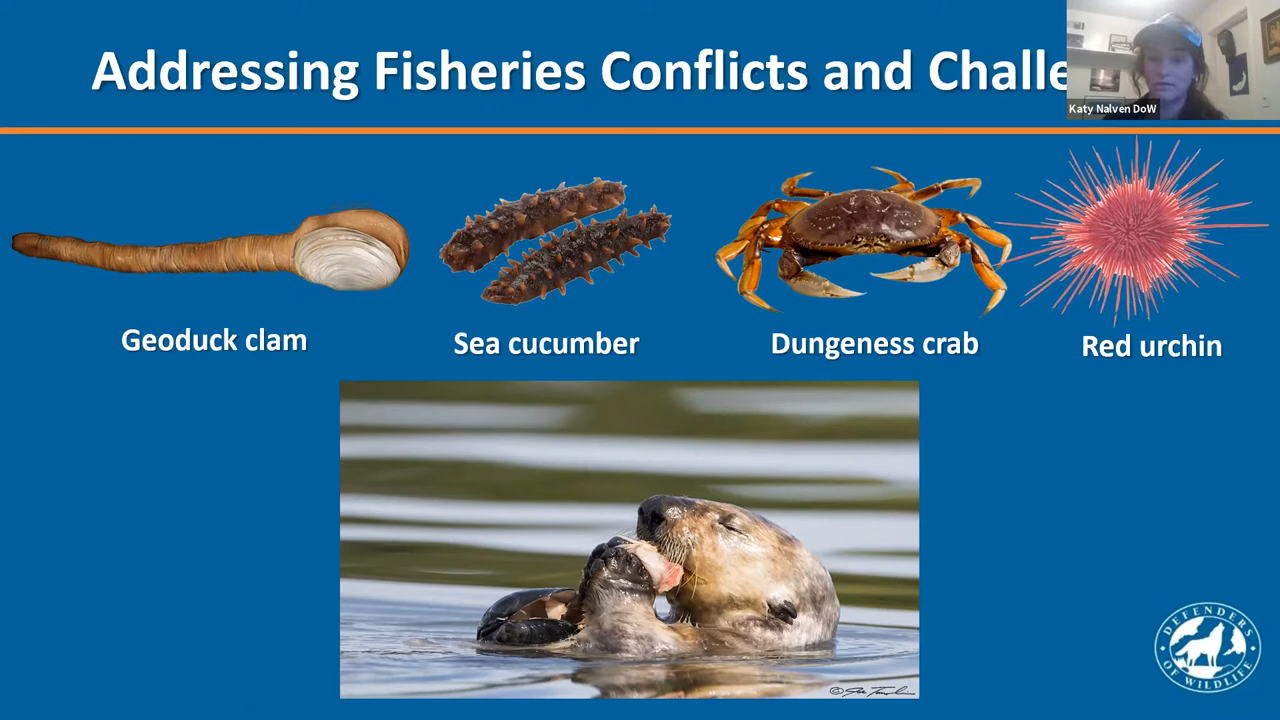 Addressing Fisheries Conflicts and Challe
Katy Nalven DoW
Geoduck clam
Sea cucumber
Dungeness crab
Red urchin
DEFENDERS
OF WILDLIFE